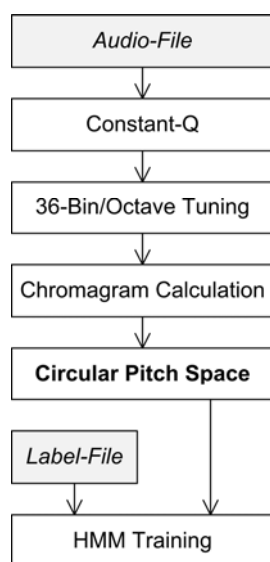 Audio-File
Constant-Q
36-Bin/Octave Tuning
Chromagram Calculation
Circular Pitch Space
Label-File
HMM Training